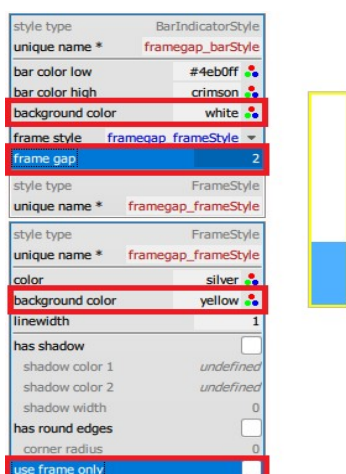 style type BarIndicatorStyle
unique name * framegap_barStyle
bar color low #4eb0ff
bar color high crimson
background color white
frame style framegap_frameStyle
frame gap 2
style type FrameStyle
unique name * framegap_frameStyle
style type FrameStyle
unique name * framegap_frameStyle
color silver
background color yellow
linewidth 1
has shadow
shadow color 1 undefined
shadow color 2 undefined
shadow width 0
has round edges
corner radius 0
use frame only